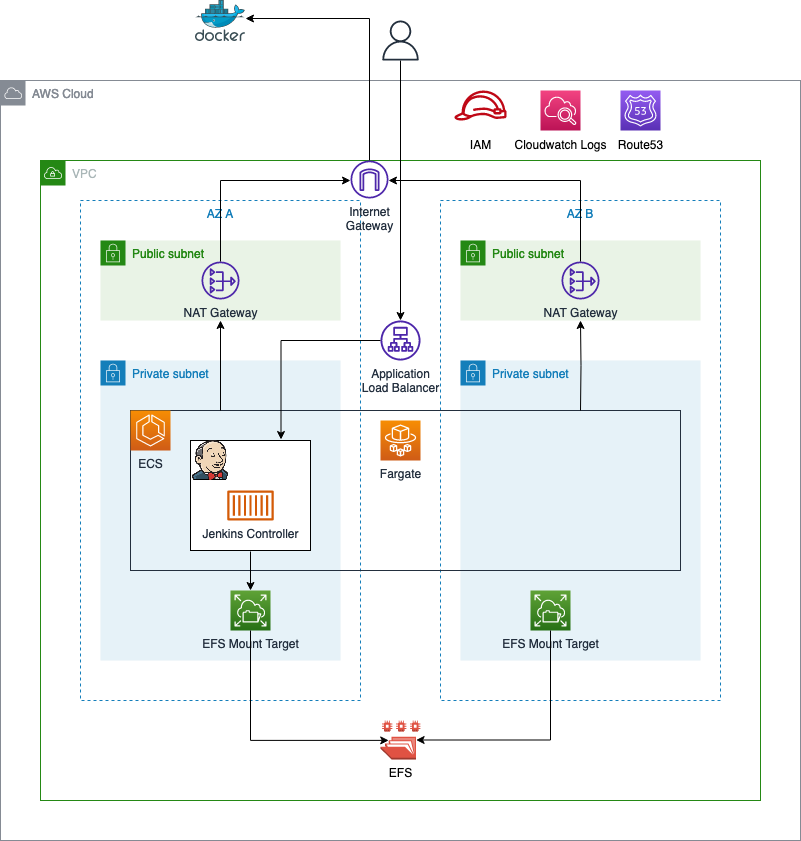 docker
AWS Cloud
IAM
Cloudwatch Logs
53
Route53
VPC
Internet
Gateway
AZ A
AZ B
Public subnet
Public subnet
NAT Gateway
NAT Gateway
Private subnet
Application
Load Balancer
Private subnet
ECS
Fargate
Jenkins Controller
EFS Mount Target
EFS Mount Target
EFS